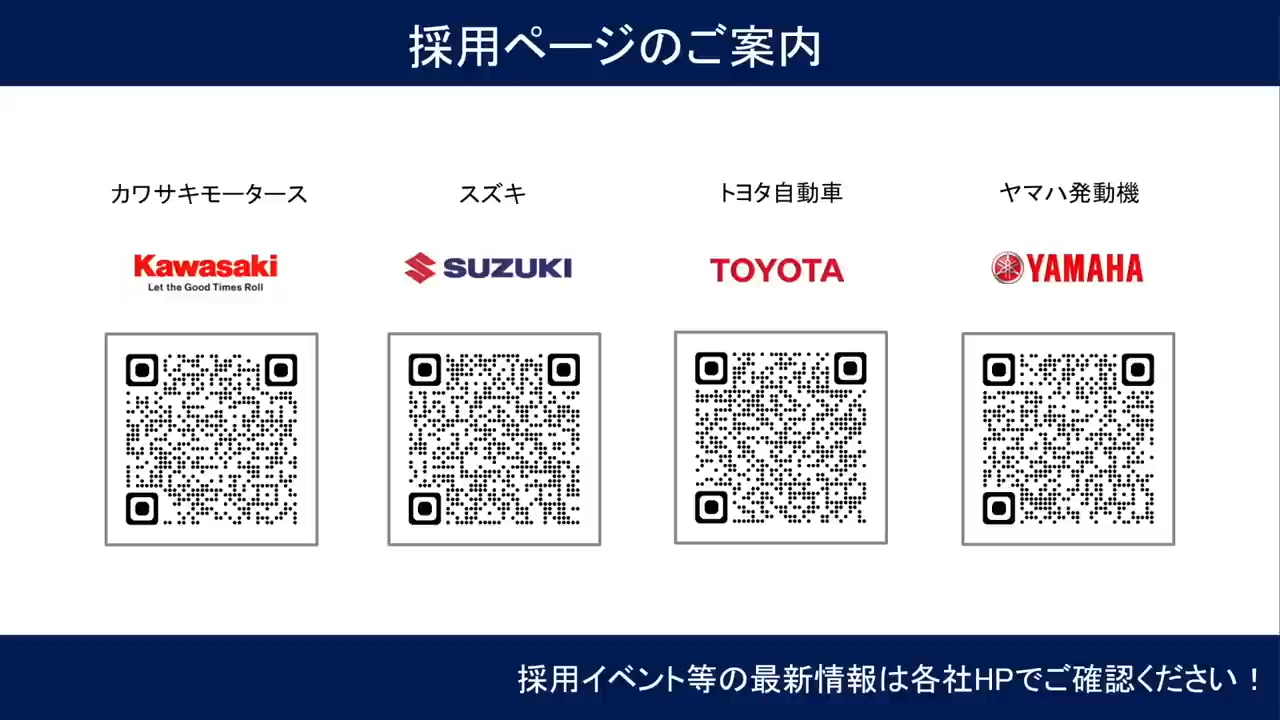 採用ページのご案内
カワサキモータース
スズキ
トヨタ自動車
ヤマハ発動機
Kawasaki
Let the Good Times Roll
SUZUKI
TOYOTA
YAMAHA
採用イベント等の最新情報は各社HPでご確認ください！